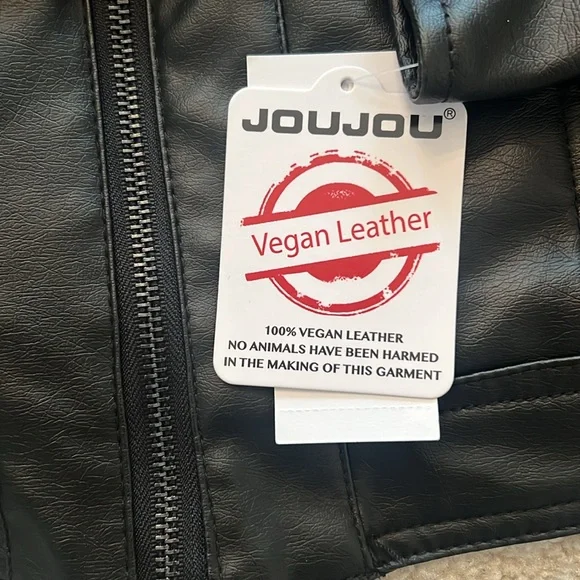 JOUJOU®
Vegan Leather
100% VEGAN LEATHER
NO ANIMALS HAVE BEEN HARMED
IN THE MAKING OF THIS GARMENT